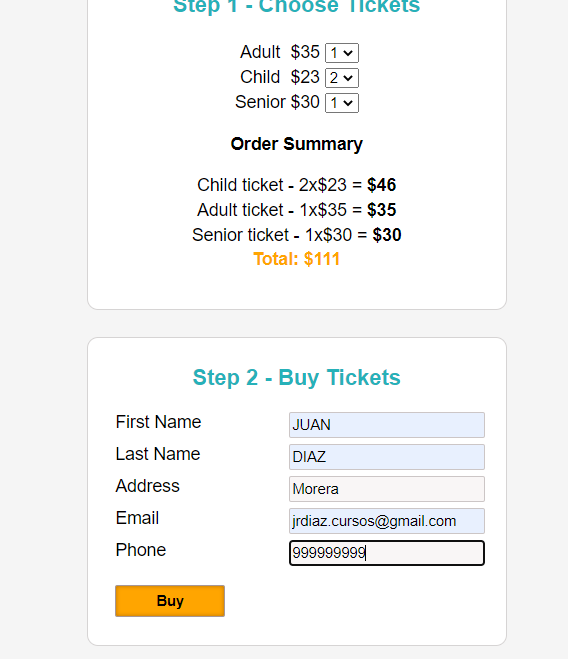 Step 1 - Choose Tickets
Adult $35 1
Child $23 2
Senior $30 1
Order Summary
Child ticket - 2x$23 = $46
Adult ticket - 1x$35 = $35
Senior ticket - 1x$30 = $30
Total: $111
Step 2 - Buy Tickets
First Name JUAN
Last Name DIAZ
Address Morera
Email jrdiaz.cursos@gmail.com
Phone 999999999
Buy